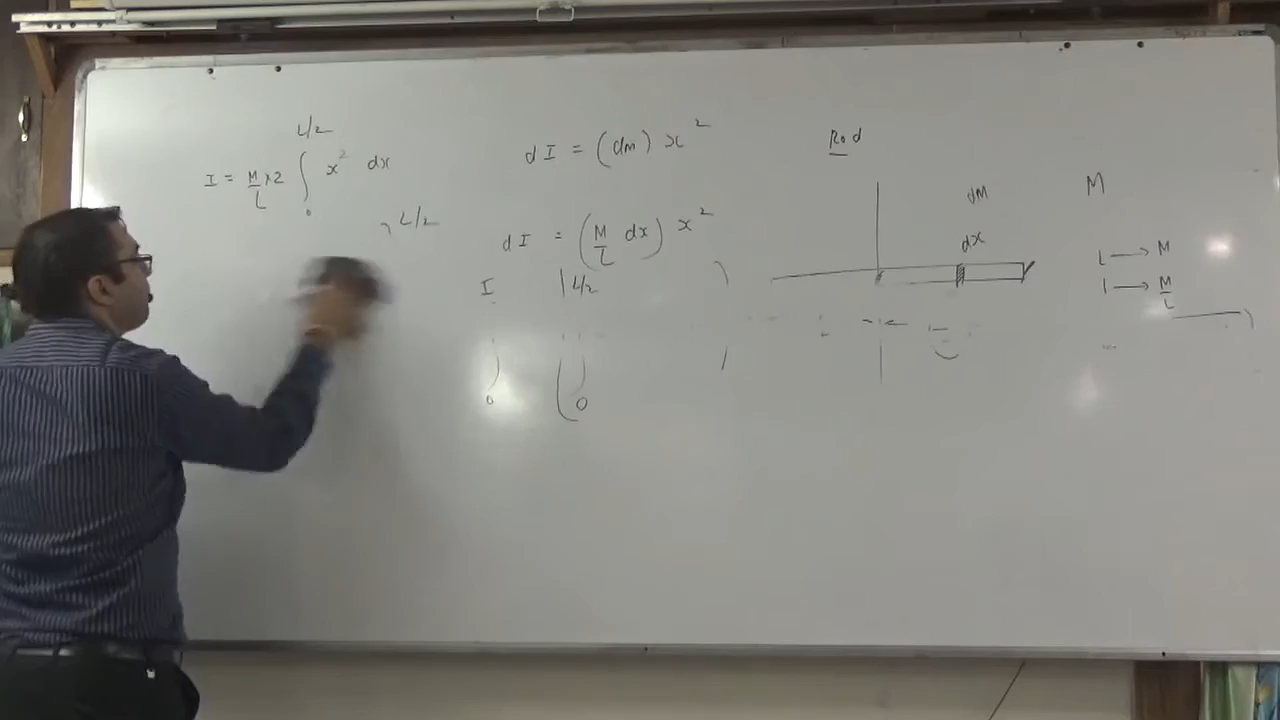 L/2
I = M/L ×2 ∫ x² dx
0
L/2
dI = (dm) x²
dI = (M/L dx) x²
I L/2
0 0
Rod
dM
dx
M
L → M
1 → M/L